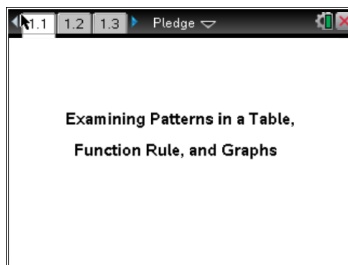 1.1 1.2 1.3 Pledge
Examining Patterns in a Table,
Function Rule, and Graphs